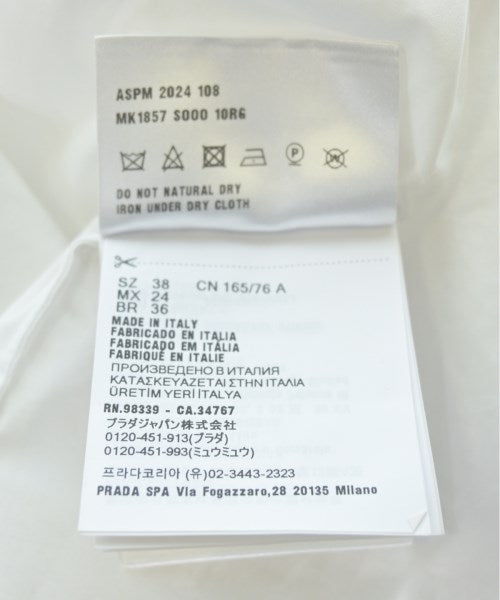 ASPM 2024 108
MK1857 S000 10RG
P
W
DO NOT NATURAL DRY
IRON UNDER DRY CLOTH
SZ 38 CN 165/76 A
MX 24
BR 36
MADE IN ITALY
FABRICADO EN ITALIA
FABRICADO EM ITÁLIA
FABRIQUÉ EN ITALIE
ПРОИЗВЕДЕНО В ИТАЛИЯ
ΚΑΤΑΣΚΕΥΑΖΕΤΑΙ ΣΤΗΝ ΙΤΑΛΙΑ
ÜRETİM YERİ İTALYA
RN.98339 - CA.34767
プラダジャパン株式会社
0120-451-913(プラダ)
0120-451-993(ミュウミュウ)
프라다코리아 (유)02-3443-2323
PRADA SPA Via Fogazzaro,28 20135 Milano